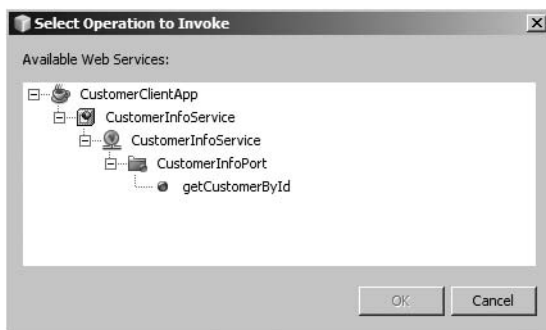 Select Operation to Invoke
Available Web Services:
CustomerClientApp
CustomerInfoService
CustomerInfoService
CustomerInfoPort
getCustomerById
OK
Cancel